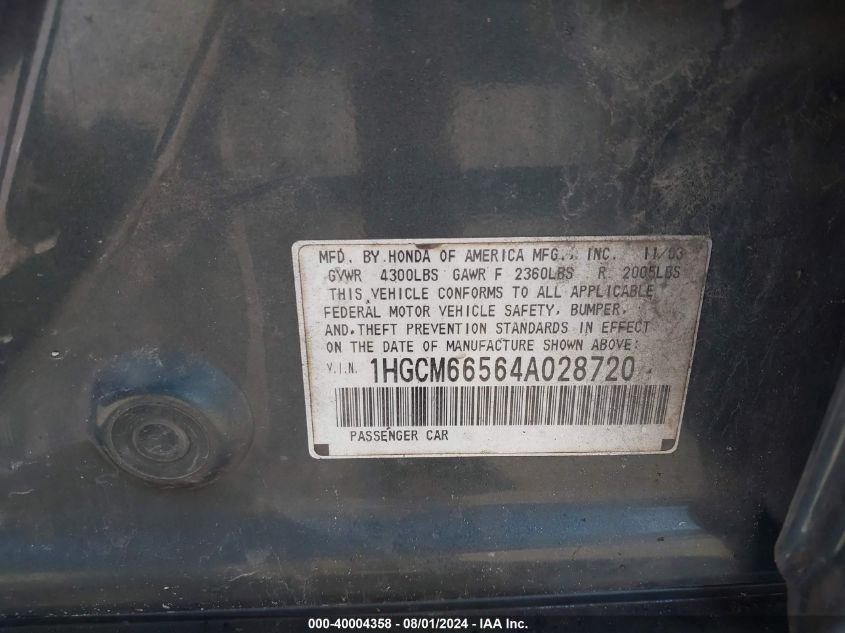 MFD. BY HONDA OF AMERICA MFG., INC. 11/03
GVWR 4300LBS GAWR F 2360LBS R 2005LBS
THIS VEHICLE CONFORMS TO ALL APPLICABLE
FEDERAL MOTOR VEHICLE SAFETY, BUMPER,
AND THEFT PREVENTION STANDARDS IN EFFECT
ON THE DATE OF MANUFACTURE SHOWN ABOVE:
V.I.N. 1HGCM66564A028720
PASSENGER CAR
000-40004358 - 08/01/2024 - IAA Inc.